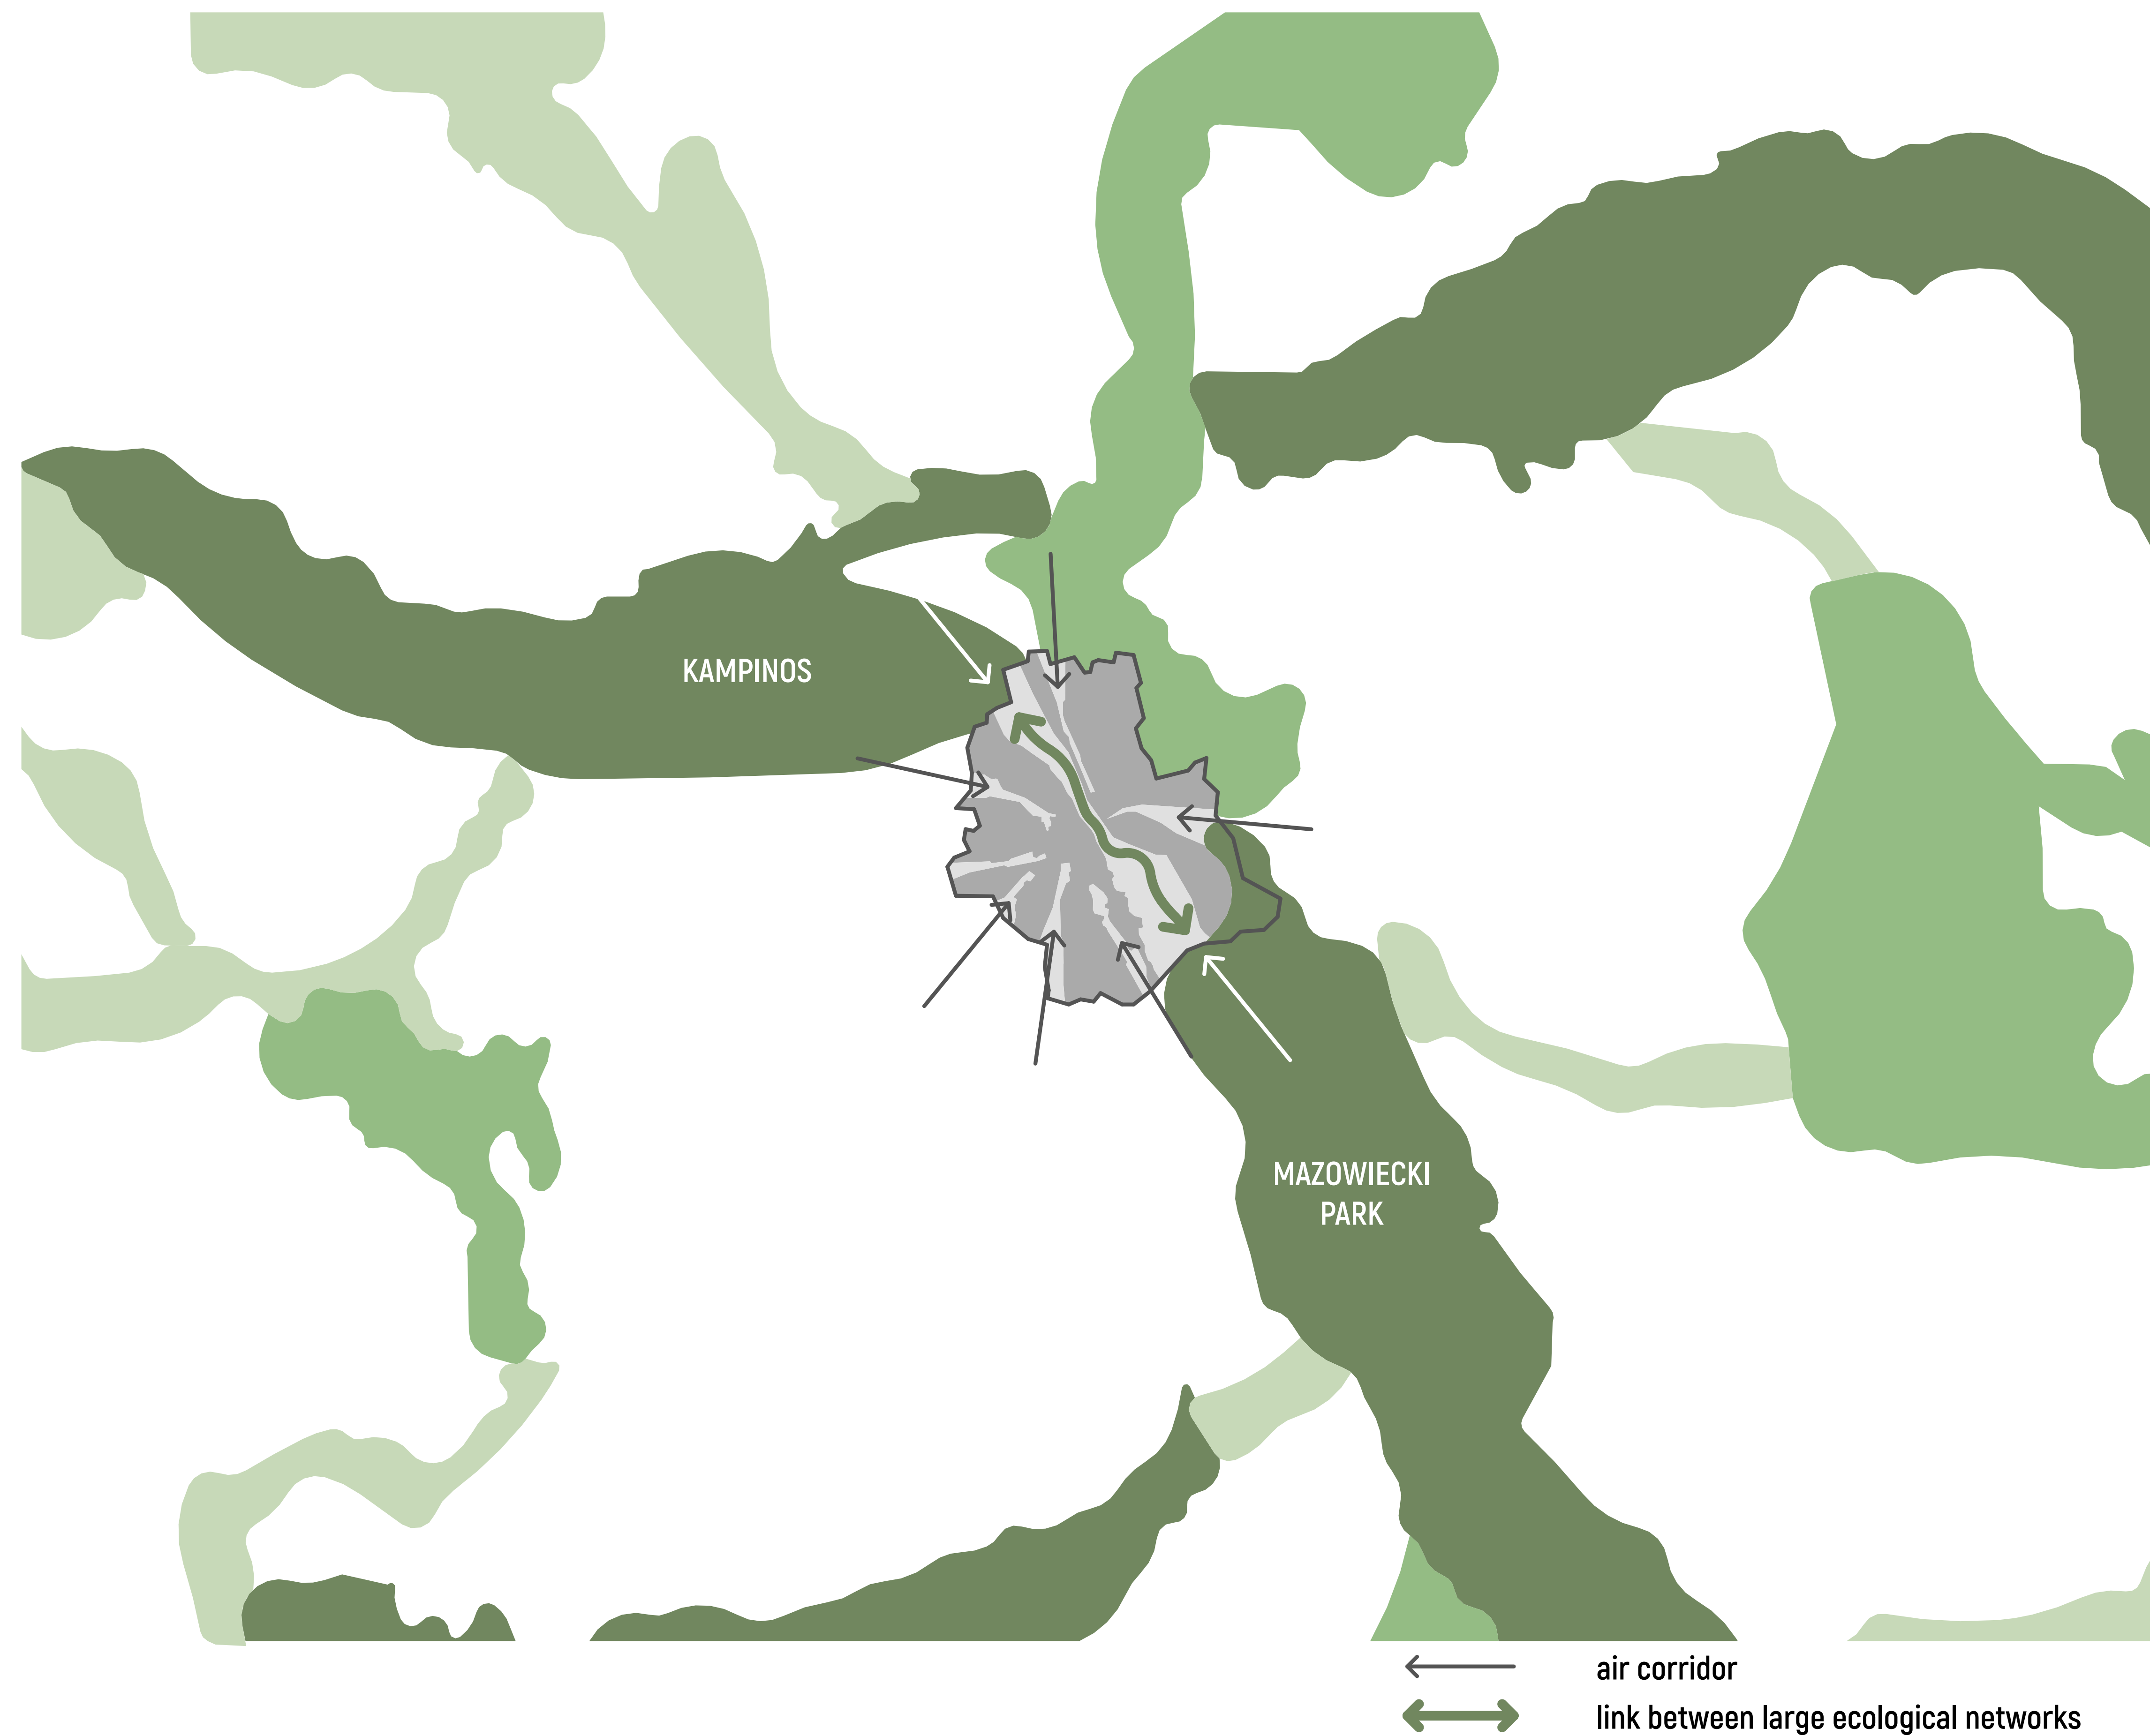 KAMPINOS
MAZOWIECKI
PARK
air corridor
link between large ecological networks